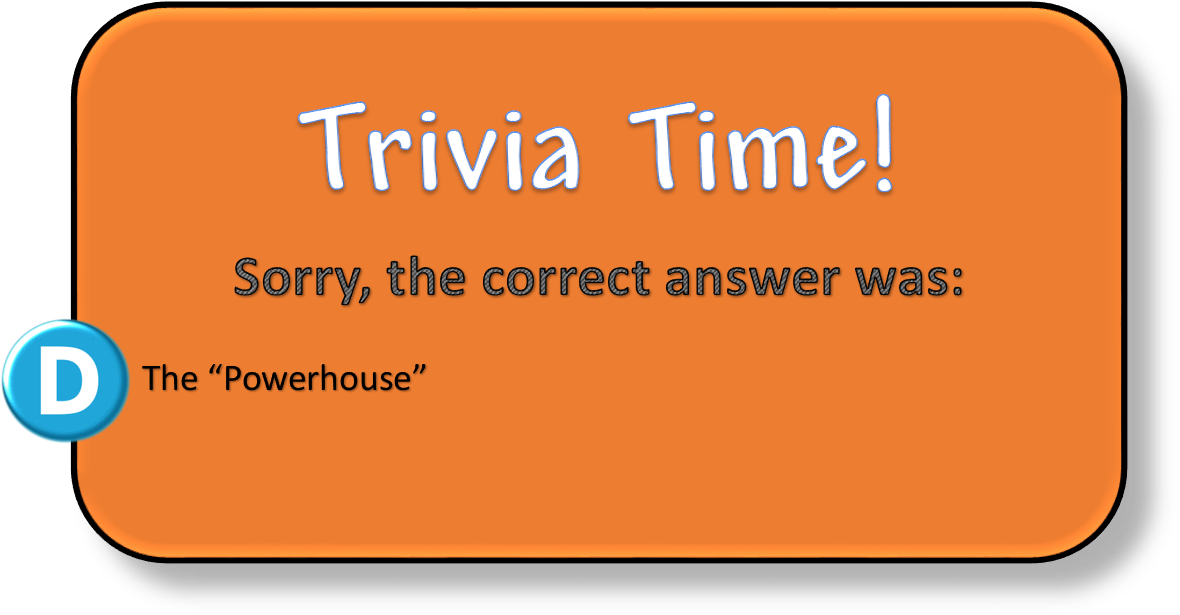 Trivia Time!
Sorry, the correct answer was:
D The “Powerhouse”